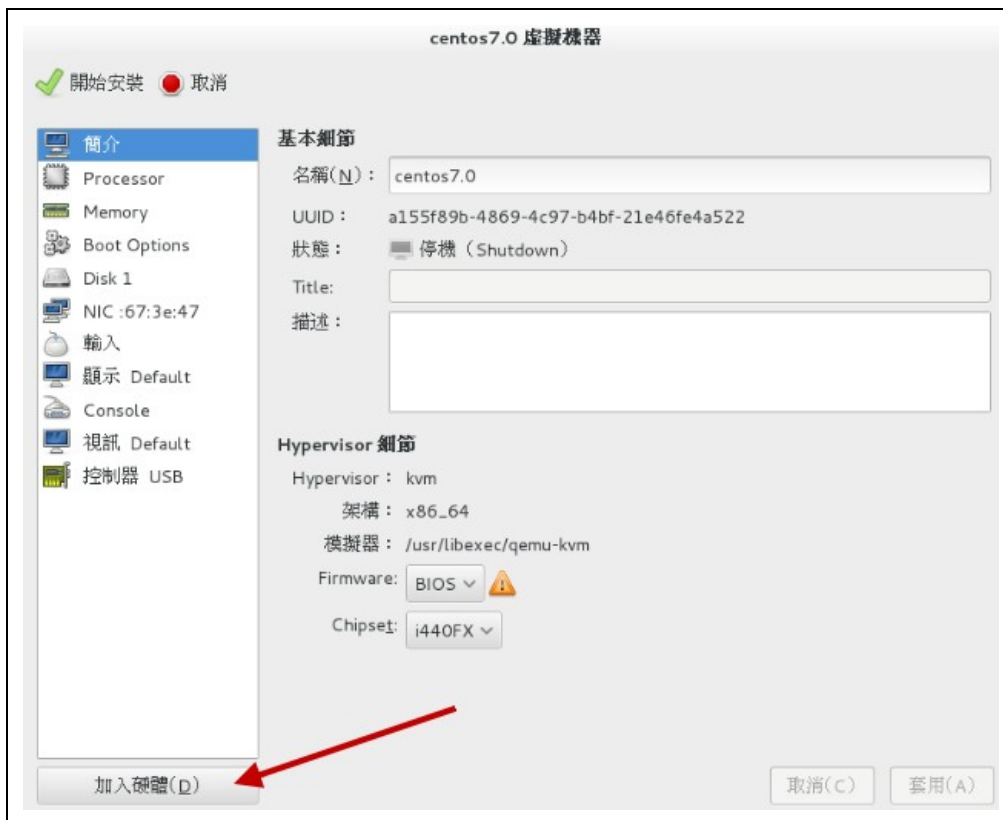 centos7.0 虛擬機器
開始安裝 取消
簡介
Processor
Memory
Boot Options
Disk 1
NIC :67:3e:47
輸入
顯示 Default
Console
視訊 Default
控制器 USB
加入硬體(D)
基本細節
名稱(N)： centos7.0
UUID： a155f89b-4869-4c97-b4bf-21e46fe4a522
狀態： 停機（Shutdown）
Title:
描述：
Hypervisor 細節
Hypervisor： kvm
架構： x86_64
模擬器： /usr/libexec/qemu-kvm
Firmware: BIOS
Chipset: i440FX
取消(C) 套用(A)